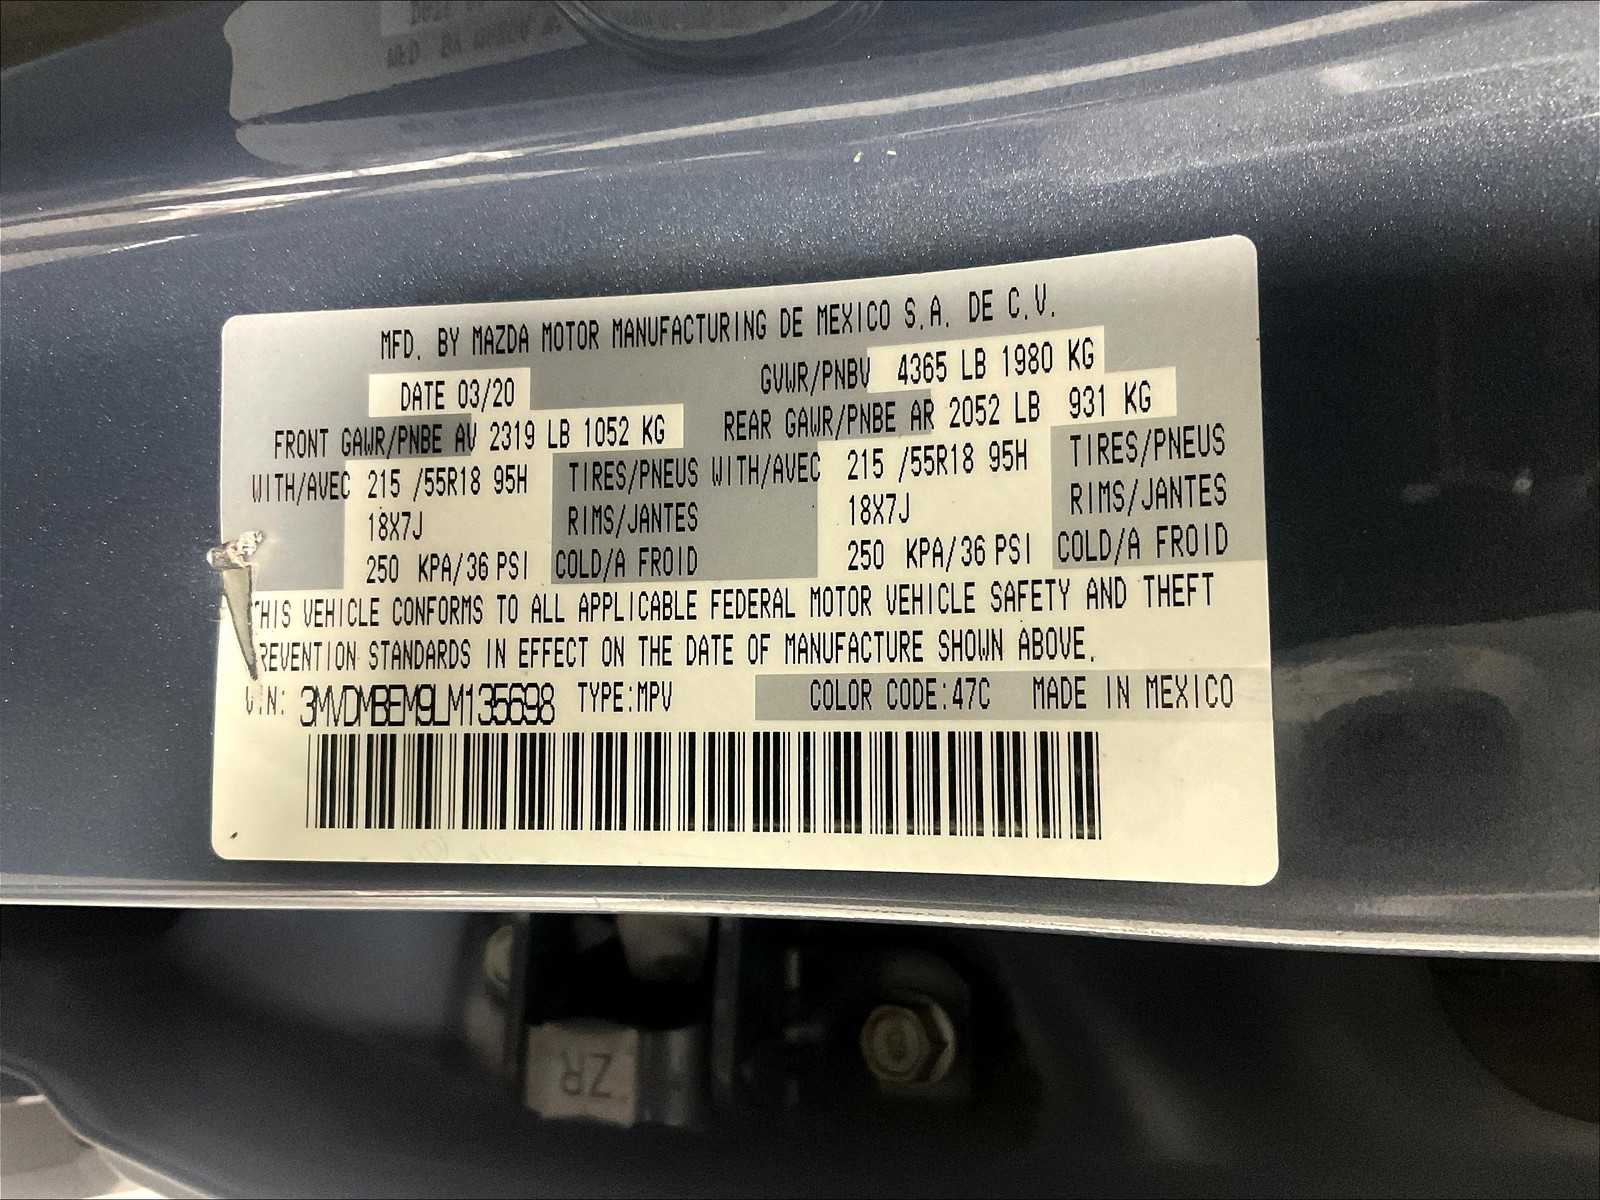 MFD. BY MAZDA MOTOR MANUFACTURING DE MEXICO S.A. DE C.V.
DATE 03/20 GVWR/PNBV 4365 LB 1980 KG
FRONT GAWR/PNBE AV 2319 LB 1052 KG REAR GAWR/PNBE AR 2052 LB 931 KG
WITH/AVEC 215 /55R18 95H TIRES/PNEUS WITH/AVEC 215 /55R18 95H TIRES/PNEUS
18X7J RIMS/JANTES 18X7J RIMS/JANTES
250 KPA/36 PSI COLD/A FROID 250 KPA/36 PSI COLD/A FROID
THIS VEHICLE CONFORMS TO ALL APPLICABLE FEDERAL MOTOR VEHICLE SAFETY AND THEFT
PREVENTION STANDARDS IN EFFECT ON THE DATE OF MANUFACTURE SHOWN ABOVE.
VIN: 3MVDMBEM9LM135698 TYPE:MPV COLOR CODE:47C MADE IN MEXICO
ZR